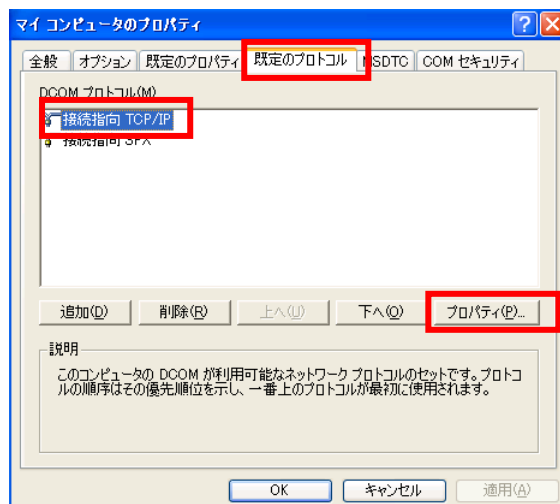 マイ コンピュータのプロパティ
全般 オプション 既定のプロパティ 既定のプロトコル MSDTC COM セキュリティ
DCOM プロトコル(M)
接続指向 TCP/IP
接続指向 SPX
追加(D) 削除(R) 上へ(U) 下へ(O) プロパティ(P)...
説明
このコンピュータの DCOM が利用可能なネットワーク プロトコルのセットです。プロトコ
ルの順序はその優先順位を示し、一番上のプロトコルが最初に使用されます。
OK キャンセル 適用(A)